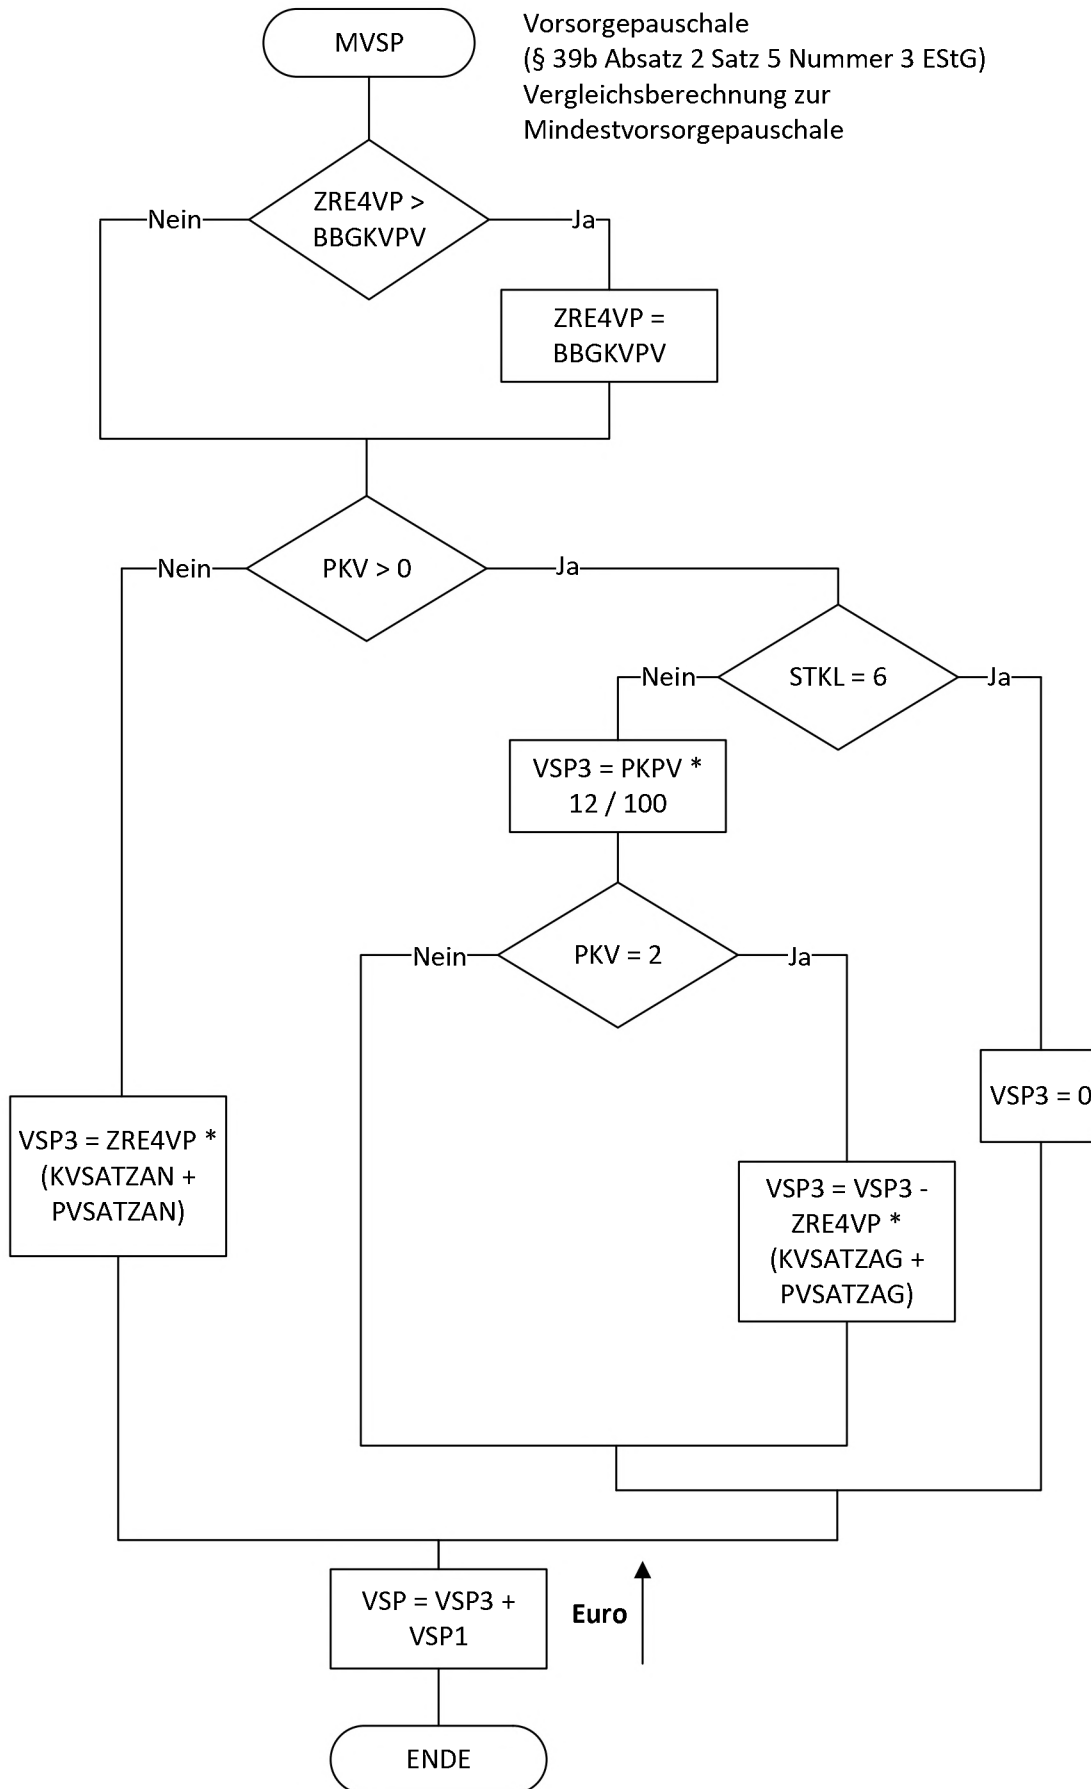 MVSP
Vorsorgepauschale
(§ 39b Absatz 2 Satz 5 Nummer 3 EStG)
Vergleichsberechnung zur
Mindestvorsorgepauschale
ZRE4VP >
BBGKVPV
Nein
Ja
ZRE4VP =
BBGKVPV
PKV > 0
Nein
Ja
STKL = 6
Nein
Ja
VSP3 = PKPV *
12 / 100
PKV = 2
Nein
Ja
VSP3 = 0
VSP3 = ZRE4VP *
(KVSATZAN +
PVSATZAN)
VSP3 = VSP3 -
ZRE4VP *
(KVSATZAG +
PVSATZAG)
VSP = VSP3 +
VSP1
Euro
ENDE